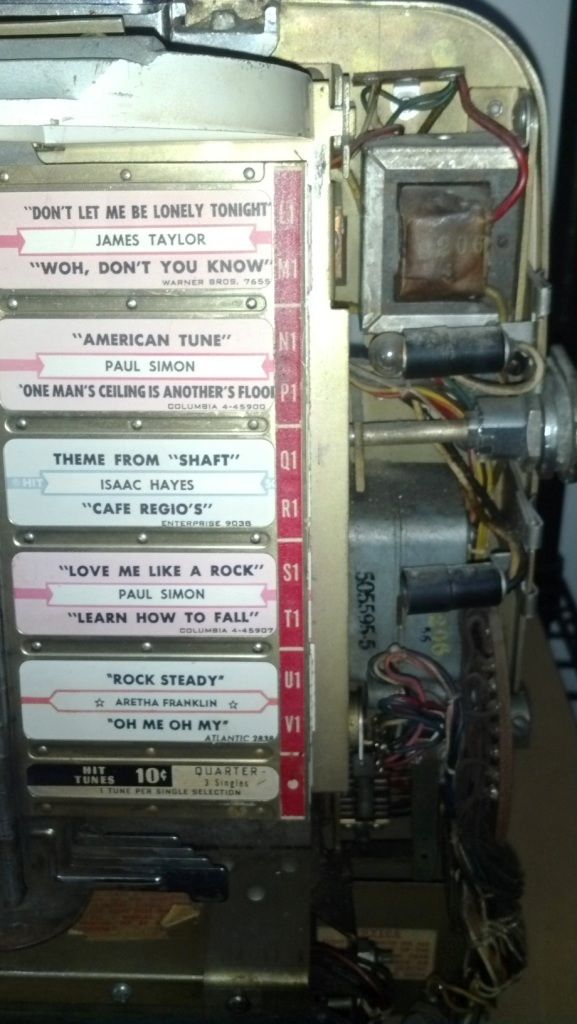 "DON'T LET ME BE LONELY TONIGHT"
L1
JAMES TAYLOR
"WOH, DON'T YOU KNOW"
M1
WARNER BROS. 7655
"AMERICAN TUNE"
N1
PAUL SIMON
"ONE MAN'S CEILING IS ANOTHER'S FLOOR
P1
COLUMBIA 4-45900
THEME FROM "SHAFT"
Q1
HIT ISAAC HAYES
"CAFE REGIO'S"
R1
ENTERPRISE 9038
"LOVE ME LIKE A ROCK"
S1
PAUL SIMON
"LEARN HOW TO FALL"
T1
COLUMBIA 4-45907
"ROCK STEADY"
U1
☆ ARETHA FRANKLIN ☆
"OH ME OH MY"
V1
ATLANTIC 2838
HIT TUNES 10¢ QUARTER-
3 Singles
1 TUNE PER SINGLE SELECTION
206
505595-5